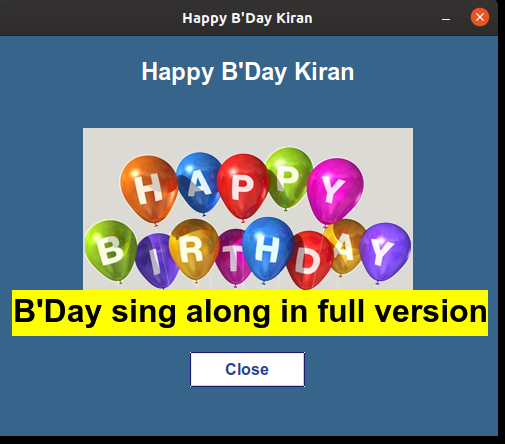 Happy B'Day Kiran
Happy B'Day Kiran
HAPPY
BIRTHDAY
B'Day sing along in full version
Close